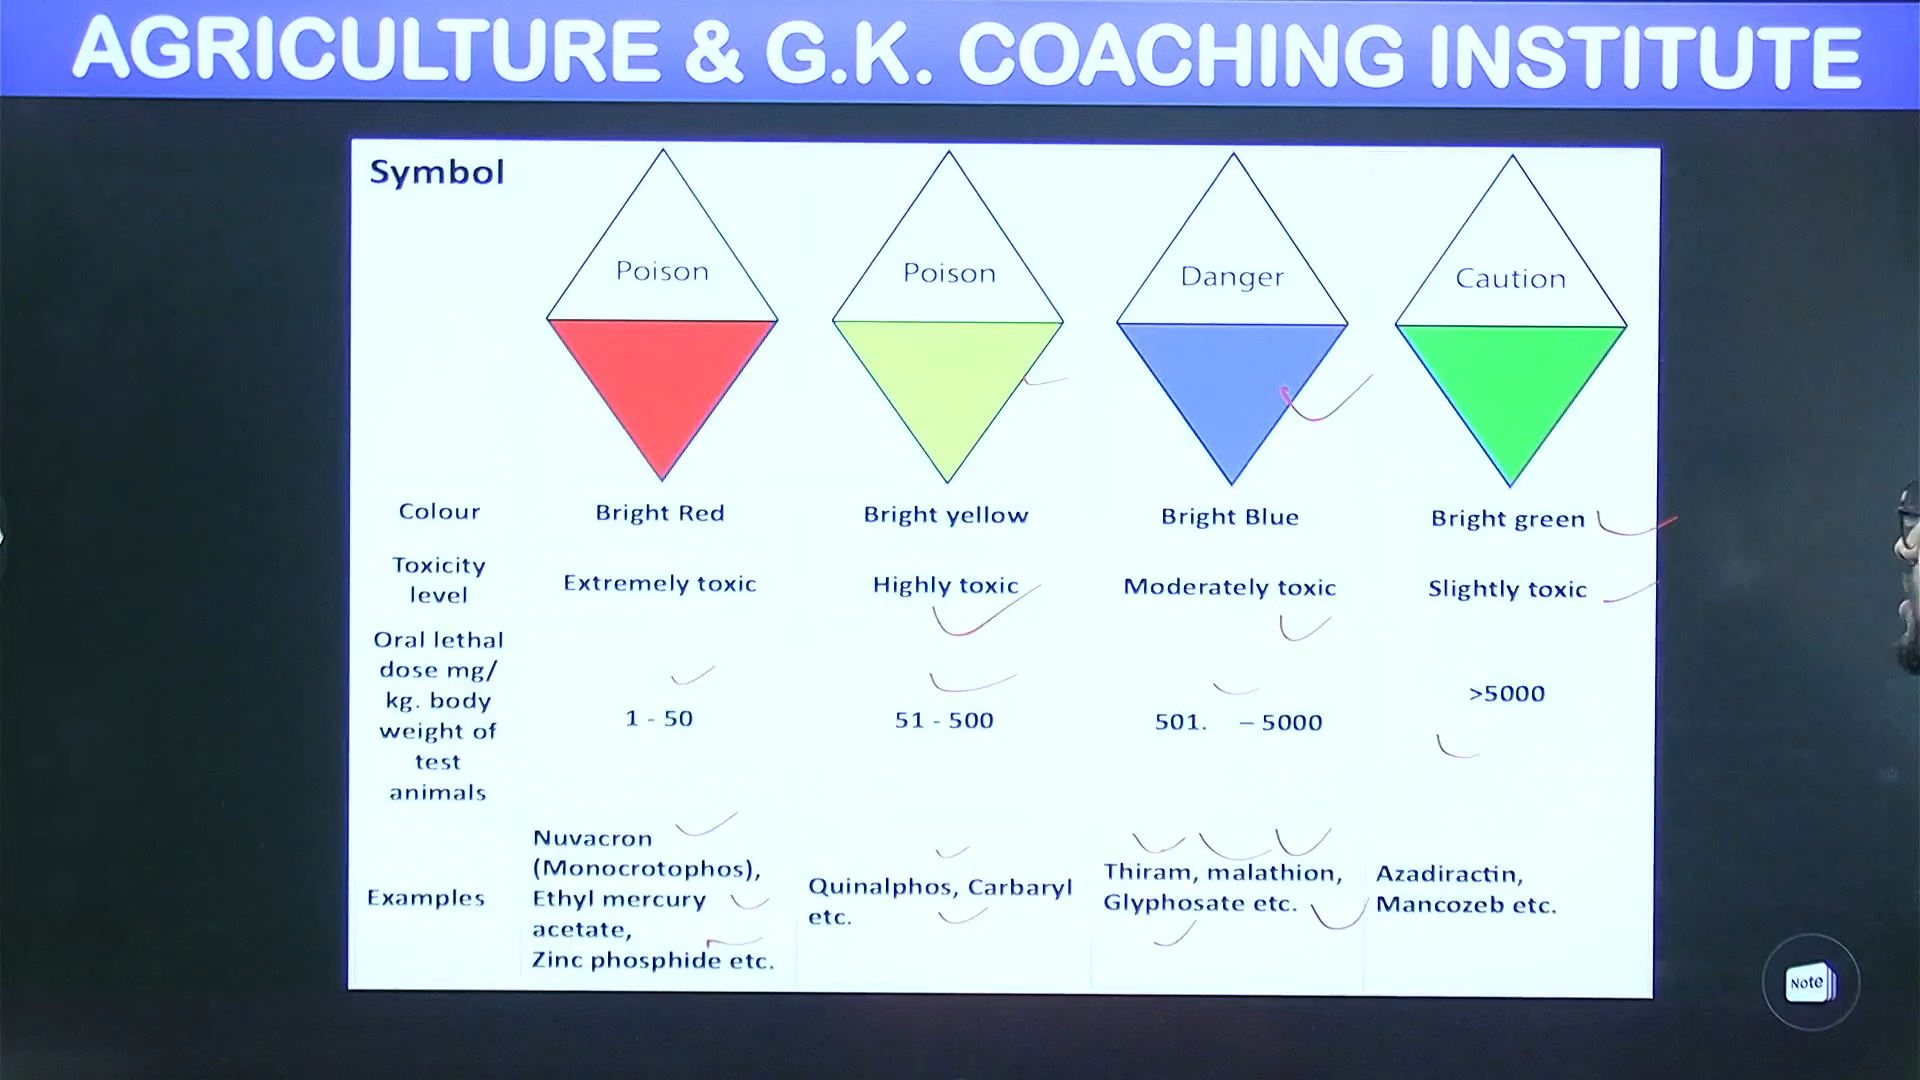 AGRICULTURE & G.K. COACHING INSTITUTE
Symbol
Poison
Poison
Danger
Caution
Colour
Bright Red
Bright yellow
Bright Blue
Bright green
Toxicity
level
Extremely toxic
Highly toxic
Moderately toxic
Slightly toxic
Oral lethal
dose mg/
kg. body
weight of
test
animals
1 - 50
51 - 500
501. – 5000
>5000
Examples
Nuvacron
(Monocrotophos),
Ethyl mercury
acetate,
Zinc phosphide etc.
Quinalphos, Carbaryl
etc.
Thiram, malathion,
Glyphosate etc.
Azadiractin,
Mancozeb etc.
Note